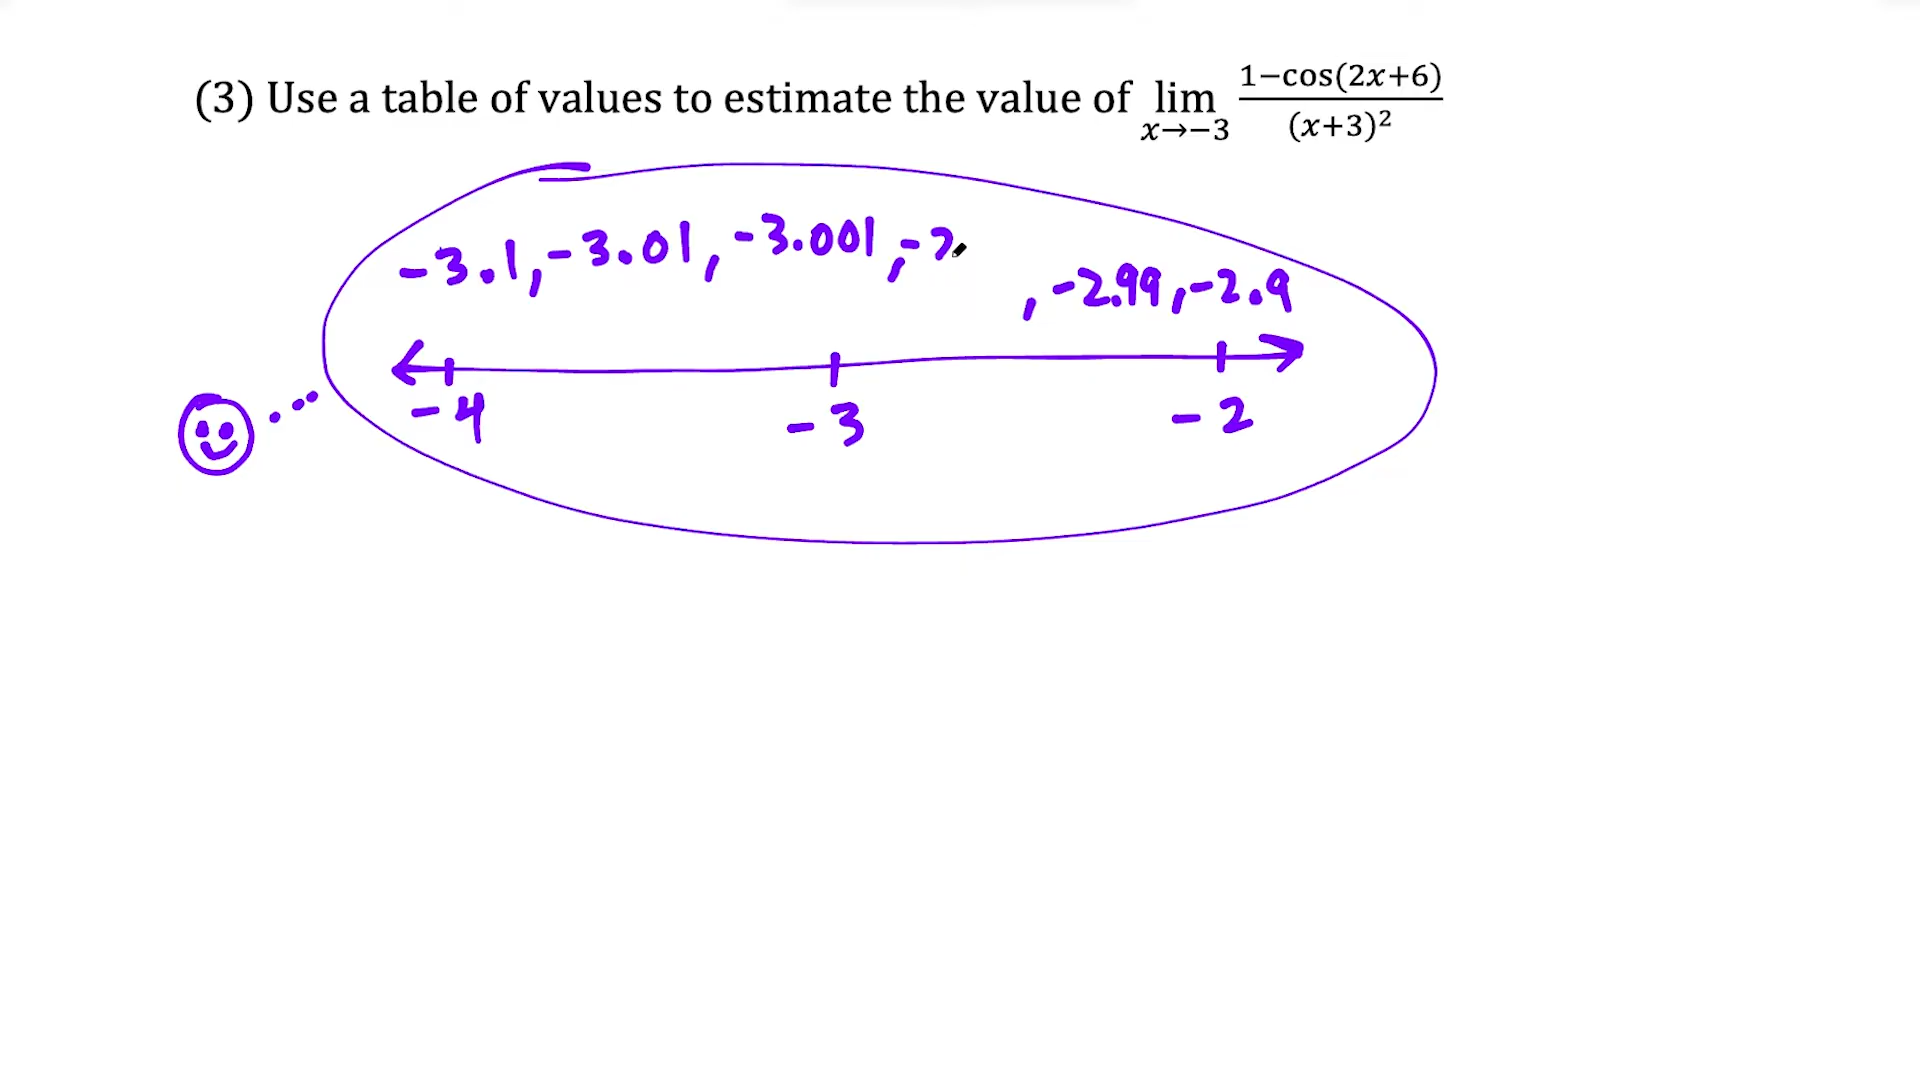 (3) Use a table of values to estimate the value of lim x→−3 1−cos(2x+6) / (x+3)²
-3.1, -3.01, -3.001, -
, -2.99, -2.9
-4 -3 -2